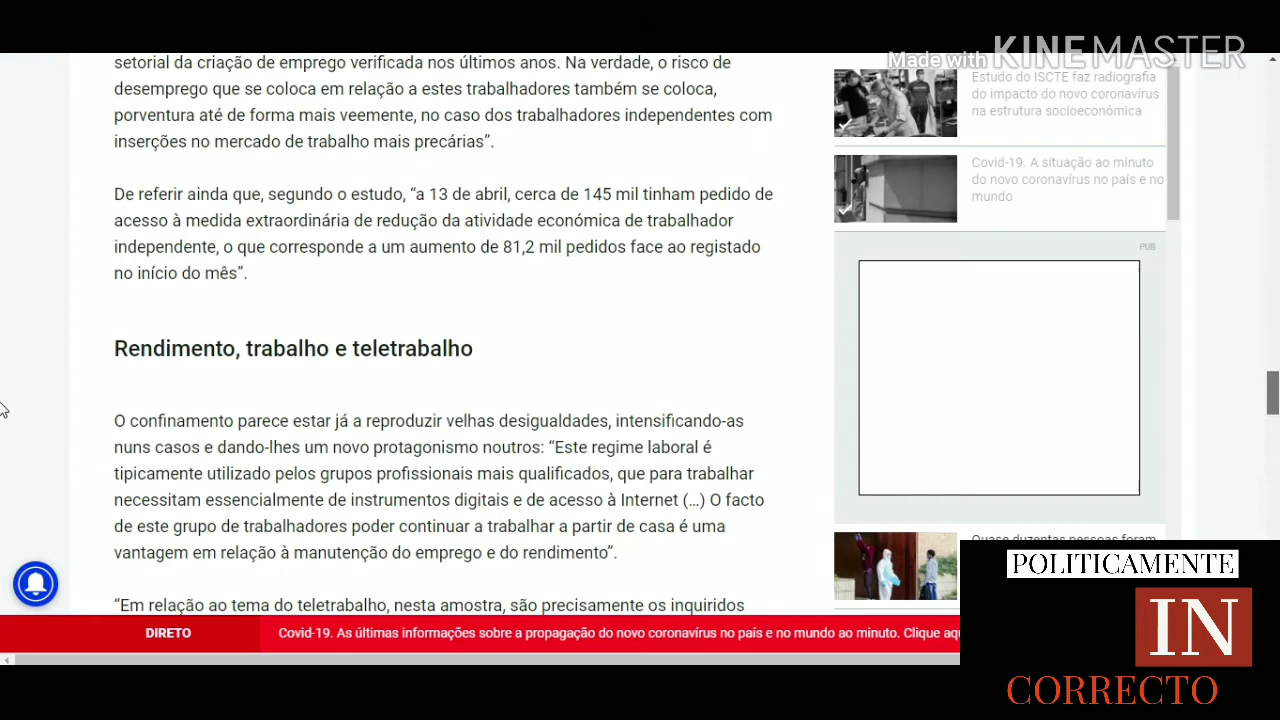 Made with KINEMASTER
setorial da criação de emprego verificada nos últimos anos. Na verdade, o risco de
desemprego que se coloca em relação a estes trabalhadores também se coloca,
porventura até de forma mais veemente, no caso dos trabalhadores independentes com
inserções no mercado de trabalho mais precárias”.
De referir ainda que, segundo o estudo, “a 13 de abril, cerca de 145 mil tinham pedido de
acesso à medida extraordinária de redução da atividade económica de trabalhador
independente, o que corresponde a um aumento de 81,2 mil pedidos face ao registado
no início do mês”.
Rendimento, trabalho e teletrabalho
O confinamento parece estar já a reproduzir velhas desigualdades, intensificando-as
nuns casos e dando-lhes um novo protagonismo noutros: “Este regime laboral é
tipicamente utilizado pelos grupos profissionais mais qualificados, que para trabalhar
necessitam essencialmente de instrumentos digitais e de acesso à Internet (…) O facto
de este grupo de trabalhadores poder continuar a trabalhar a partir de casa é uma
vantagem em relação à manutenção do emprego e do rendimento”.
“Em relação ao tema do teletrabalho, nesta amostra, são precisamente os inquiridos
Estudo do ISCTE faz radiografia
do impacto do novo coronavírus
na estrutura socioeconómica
Covid-19. A situação ao minuto
do novo coronavírus no país e no
mundo
PUB
Quase duzentas pessoas foram
DIRETO
Covid-19. As últimas informações sobre a propagação do novo coronavírus no país e no mundo ao minuto. Clique aqu
POLITICAMENTE
IN
CORRECTO